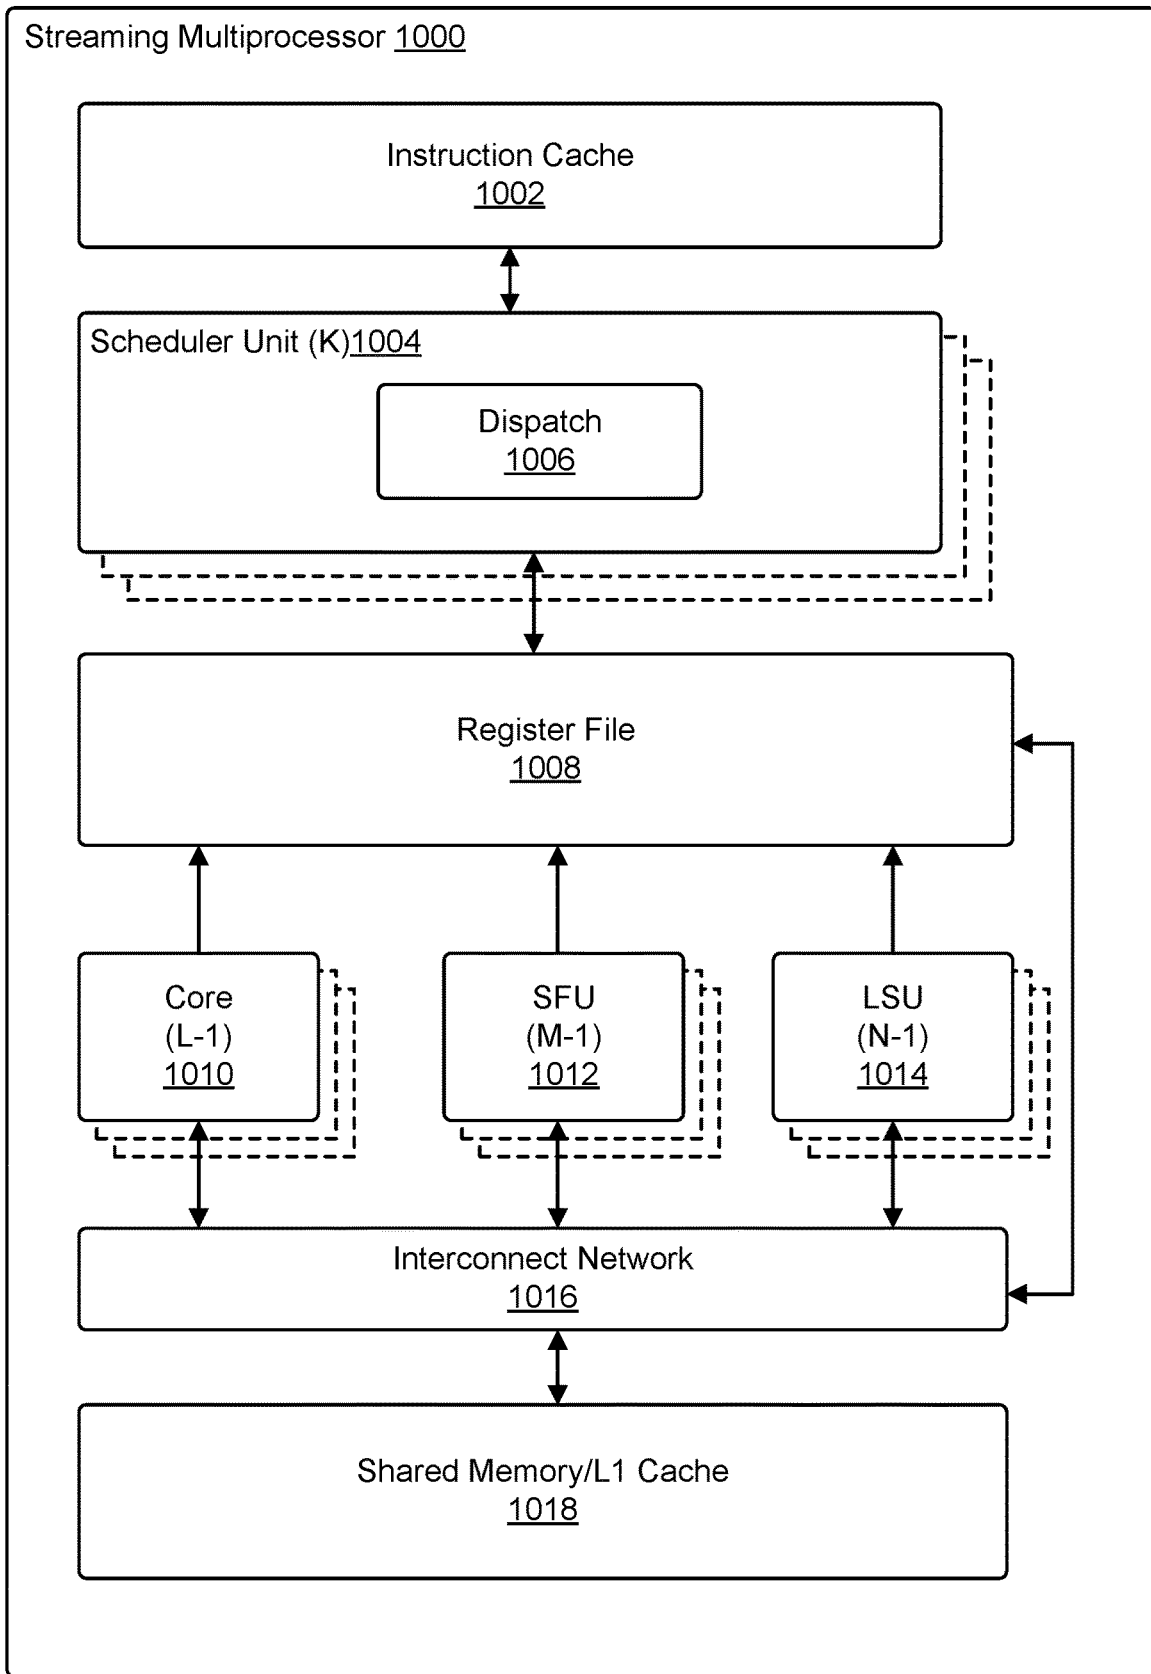 Streaming Multiprocessor 1000
Instruction Cache
1002
Scheduler Unit (K)1004
Dispatch
1006
Register File
1008
Core
(L-1)
1010
SFU
(M-1)
1012
LSU
(N-1)
1014
Interconnect Network
1016
Shared Memory/L1 Cache
1018